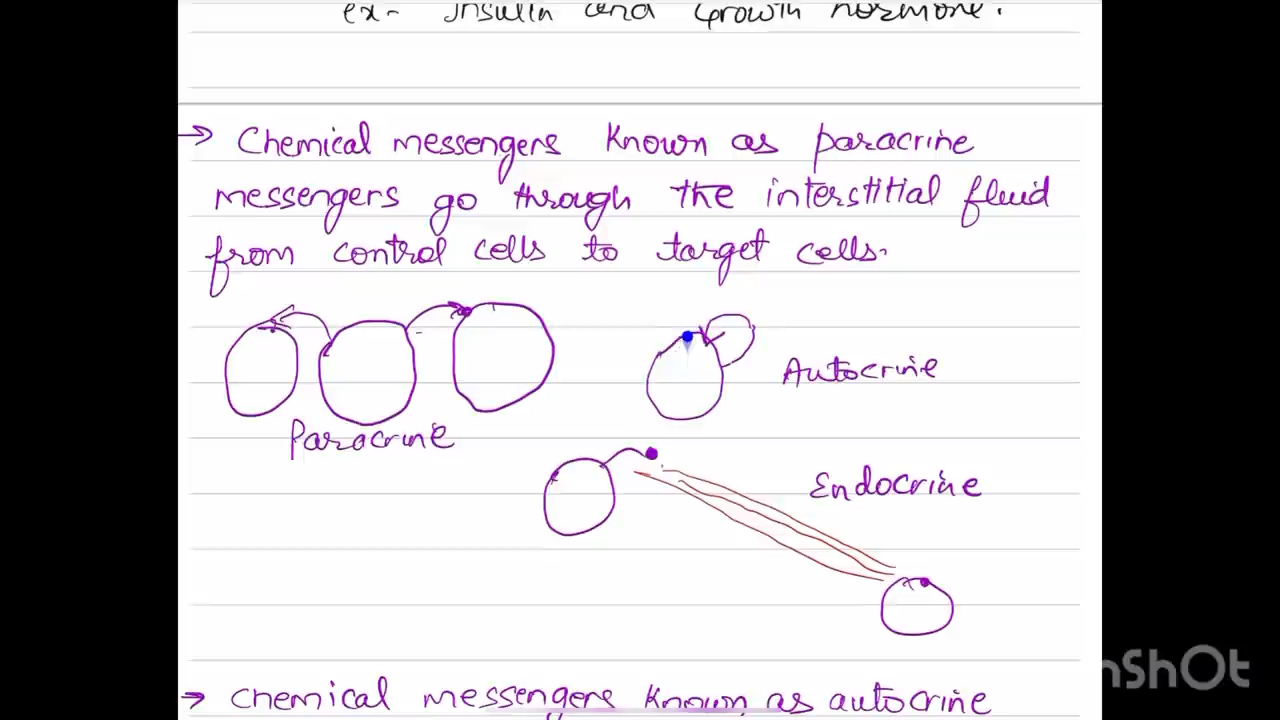 ex- Insulin and Growth hormone.
→ Chemical messengers known as paracrine
messengers go through the interstitial fluid
from control cells to target cells.
Autocrine
Paracrine
Endocrine
→ chemical messengers known as autocrine